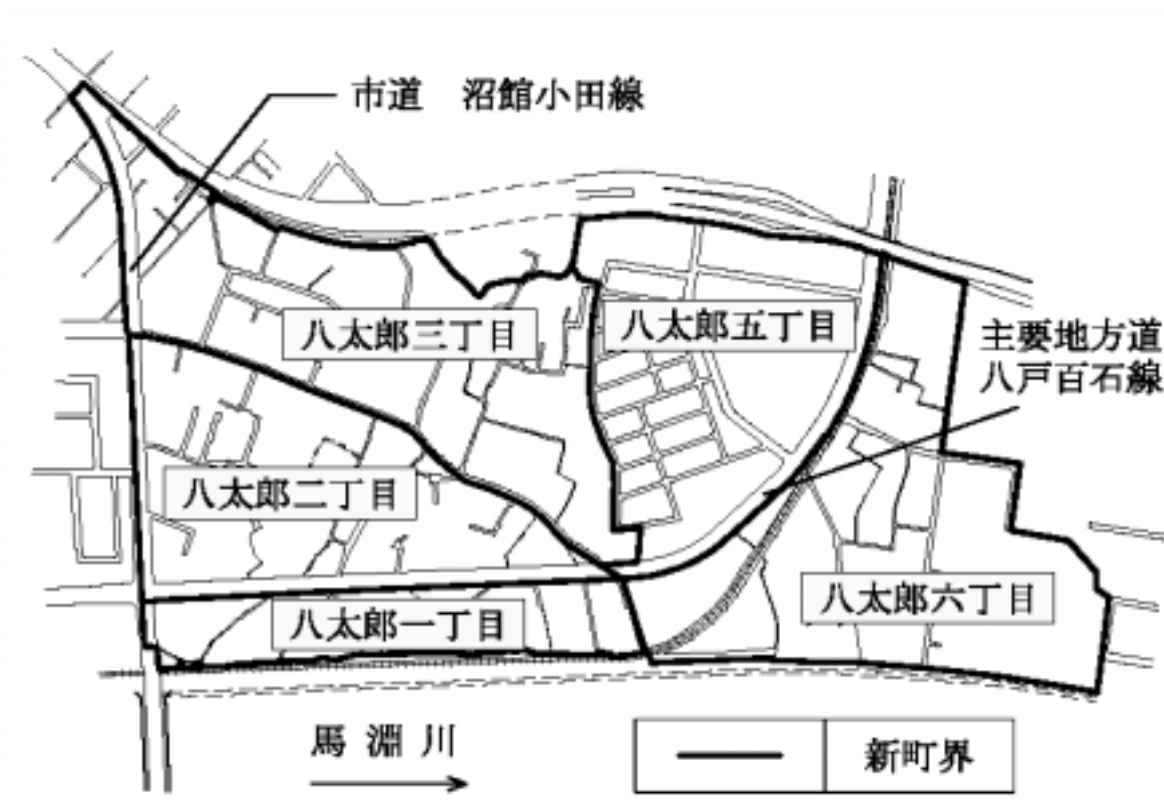 市道　沼館小田線
八太郎三丁目
八太郎五丁目
主要地方道
八戸百石線
八太郎二丁目
八太郎一丁目
八太郎六丁目
馬淵川
新町界